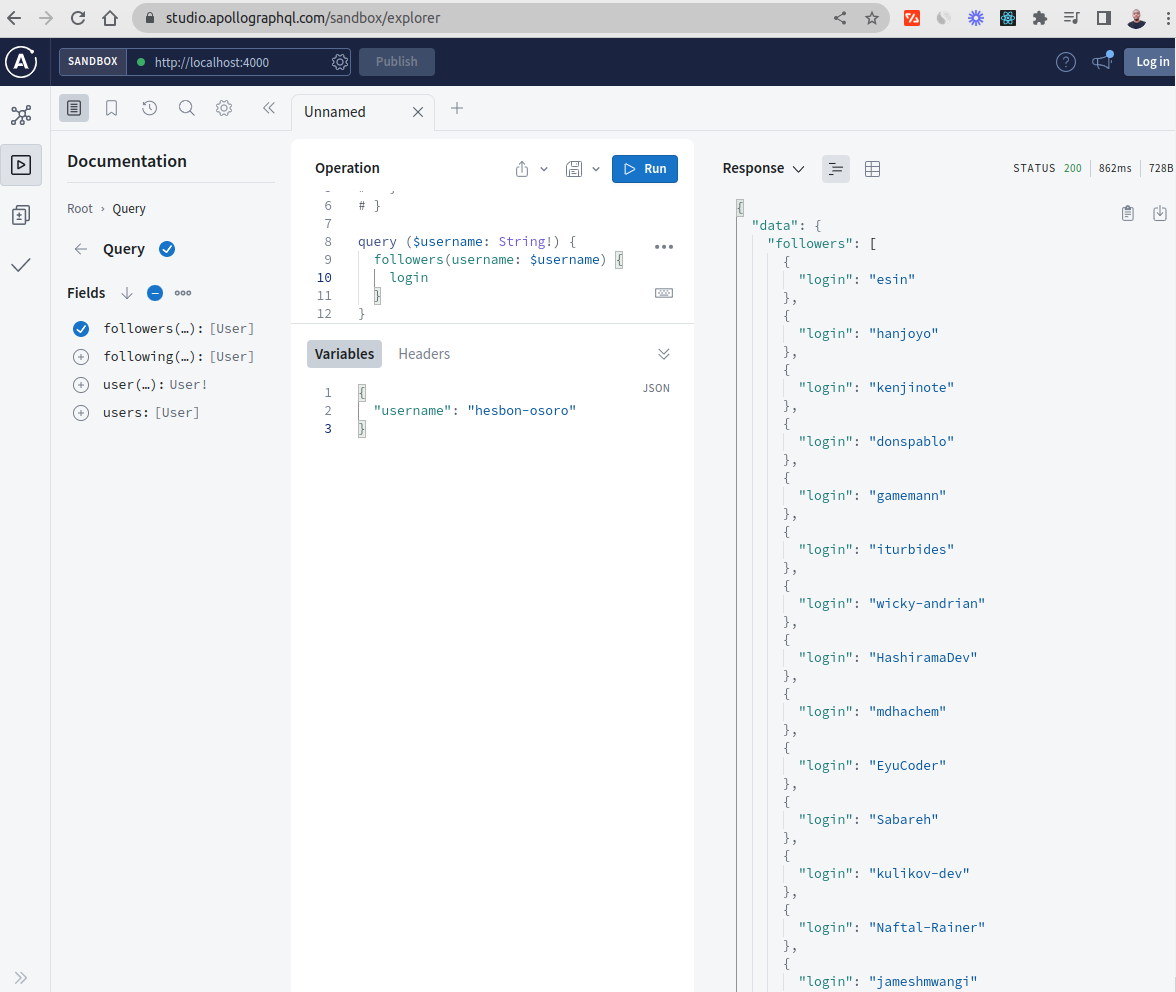 studio.apollographql.com/sandbox/explorer
SANDBOX
http://localhost:4000
Publish
Log in
Unnamed
Documentation
Root › Query
Query
Fields
followers(…): [User]
following(…): [User]
user(…): User!
users: [User]
Operation
Run
6 # }
7
8 query ($username: String!) {
9 followers(username: $username) {
10 login
11 }
12 }
Variables
Headers
JSON
1 {
2 "username": "hesbon-osoro"
3 }
Response
STATUS 200
862ms
728B
{
"data": {
"followers": [
{
"login": "esin"
},
{
"login": "hanjoyo"
},
{
"login": "kenjinote"
},
{
"login": "donspablo"
},
{
"login": "gamemann"
},
{
"login": "iturbides"
},
{
"login": "wicky-andrian"
},
{
"login": "HashiramaDev"
},
{
"login": "mdhachem"
},
{
"login": "EyuCoder"
},
{
"login": "Sabareh"
},
{
"login": "kulikov-dev"
},
{
"login": "Naftal-Rainer"
},
{
"login": "jameshmwangi"